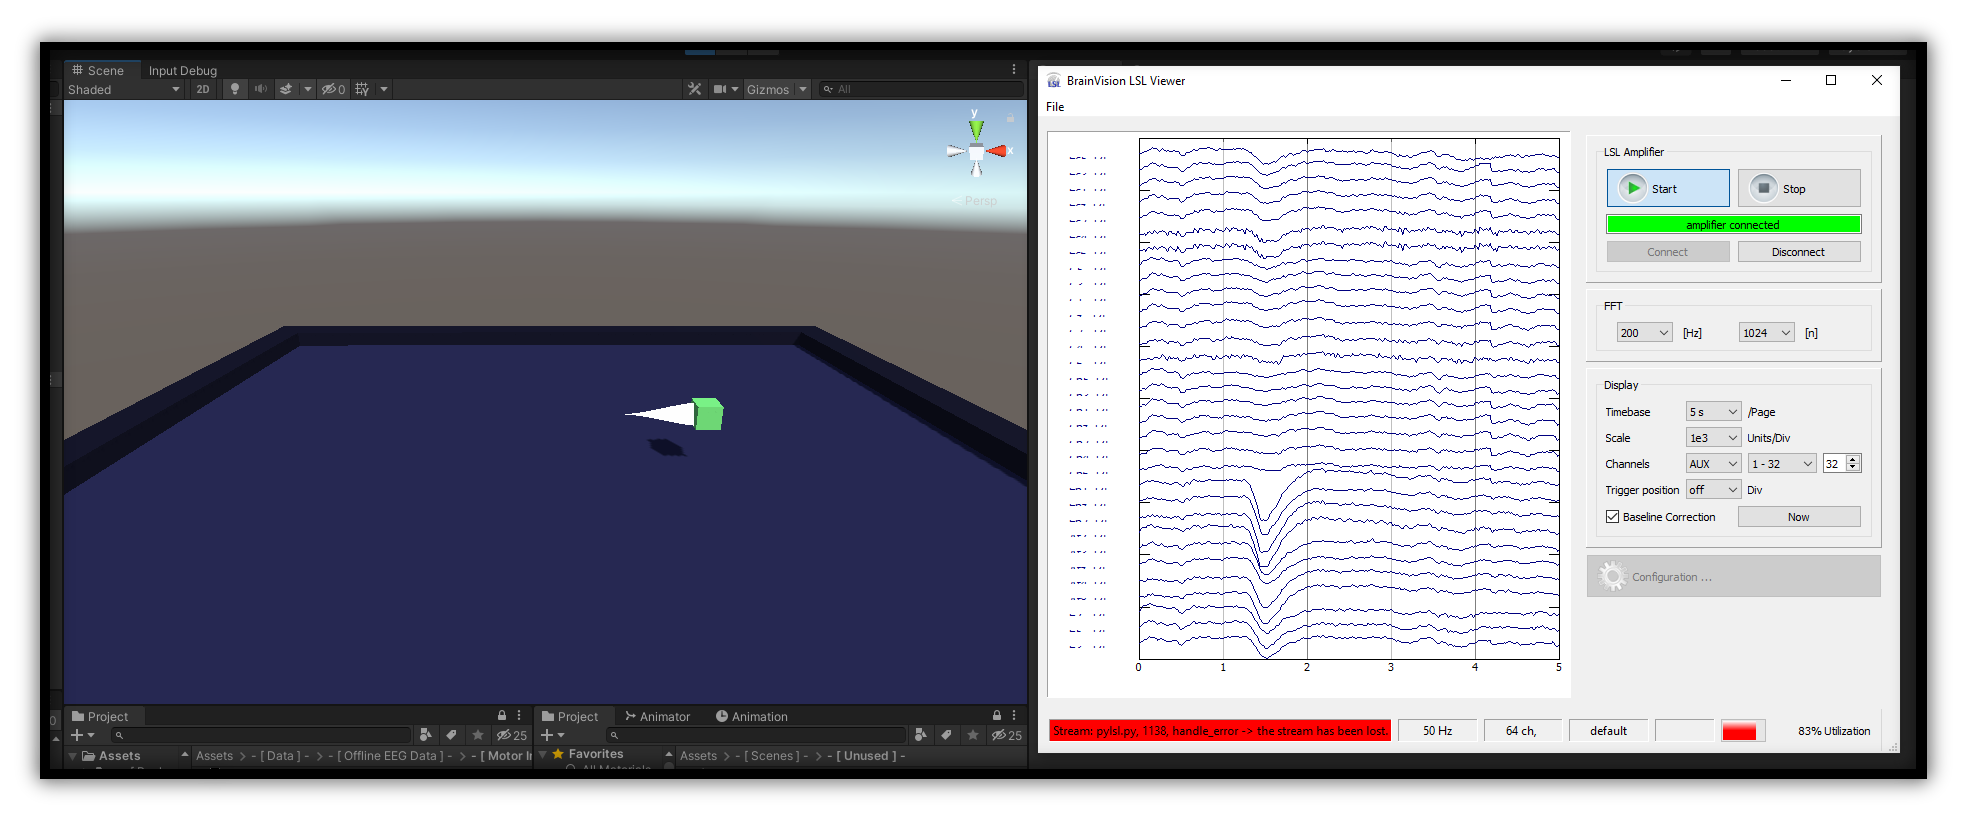 Scene
Input Debug
Shaded
2D
0
Gizmos
All
y
x
Persp
Project
Assets
Assets > - [ Data ] - > - [ Offline EEG Data ] - > - [ Motor
25
Project
Animator
Animation
Favorites
Assets > - [ Scenes ] > - [ Unused ] -
25
BrainVision LSL Viewer
File
0 1 2 3 4 5
LSL Amplifier
Start
Stop
amplifier connected
Connect
Disconnect
FFT
200 [Hz] 1024 [n]
Display
Timebase 5 s /Page
Scale 1e3 Units/Div
Channels AUX 1 - 32 32
Trigger position off Div
Baseline Correction Now
Configuration ...
Stream: pylsl.py, 1138, handle_error -> the stream has been lost.
50 Hz
64 ch,
default
83% Utilization